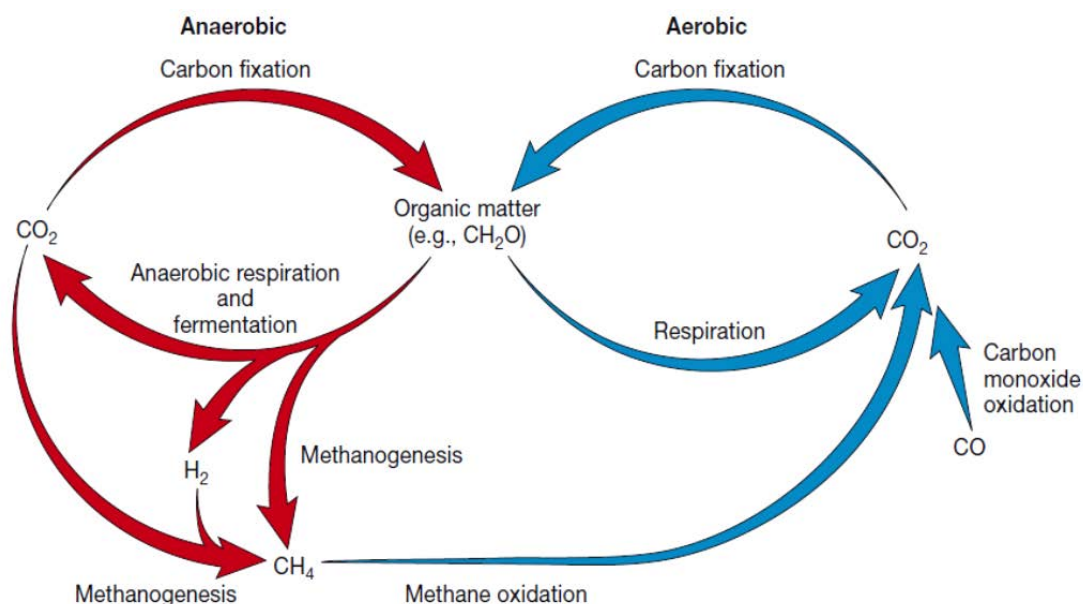 Anaerobic
Aerobic
Carbon fixation
Carbon fixation
Organic matter
(e.g., CH₂O)
CO₂
CO₂
Anaerobic respiration
and
fermentation
Respiration
Carbon
monoxide
oxidation
CO
H₂
Methanogenesis
CH₄
Methanogenesis
Methane oxidation